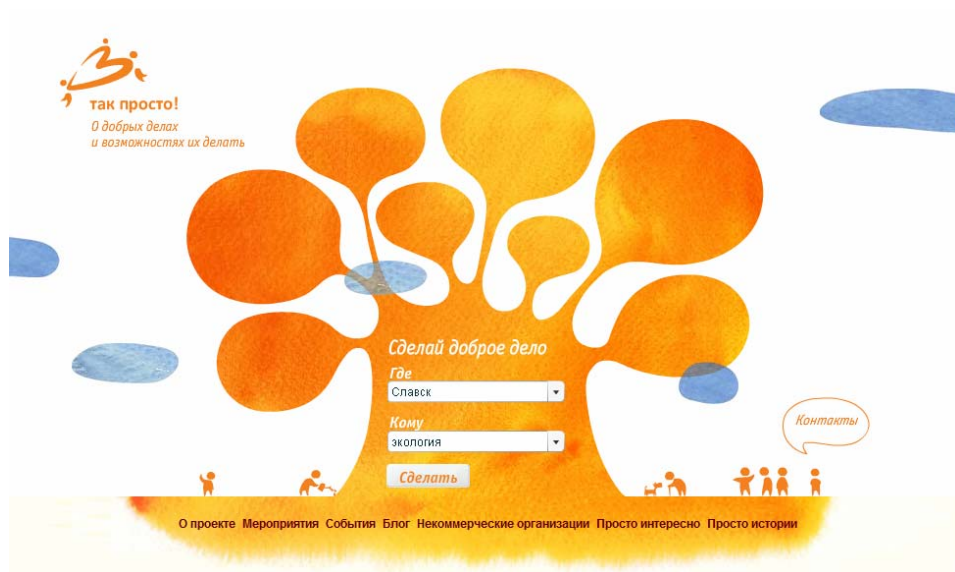 так просто!
О добрых делах
и возможностях их делать
Сделай доброе дело
Где
Славск
Кому
экология
Контакты
Сделать
О проекте Мероприятия События Блог Некоммерческие организации Просто интересно Просто истории